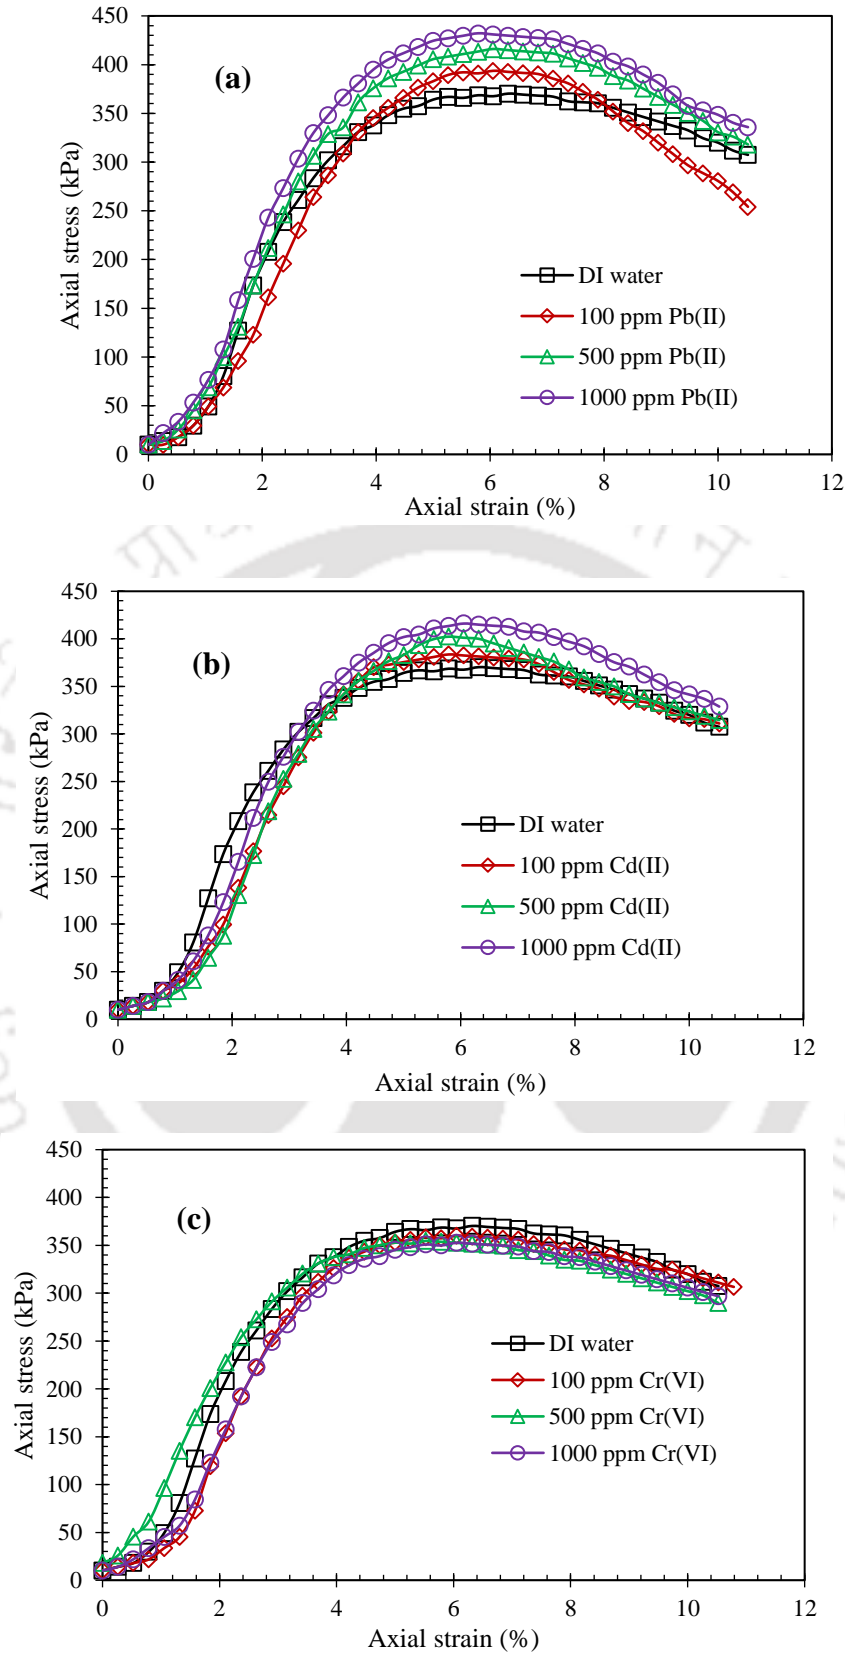 (a)
450
400
350
300
250
200
150
100
50
0
Axial stress (kPa)
DI water
100 ppm Pb(II)
500 ppm Pb(II)
1000 ppm Pb(II)
0 2 4 6 8 10 12
Axial strain (%)
(b)
450
400
350
300
250
200
150
100
50
0
Axial stress (kPa)
DI water
100 ppm Cd(II)
500 ppm Cd(II)
1000 ppm Cd(II)
0 2 4 6 8 10 12
Axial strain (%)
(c)
450
400
350
300
250
200
150
100
50
0
Axial stress (kPa)
DI water
100 ppm Cr(VI)
500 ppm Cr(VI)
1000 ppm Cr(VI)
0 2 4 6 8 10 12
Axial strain (%)